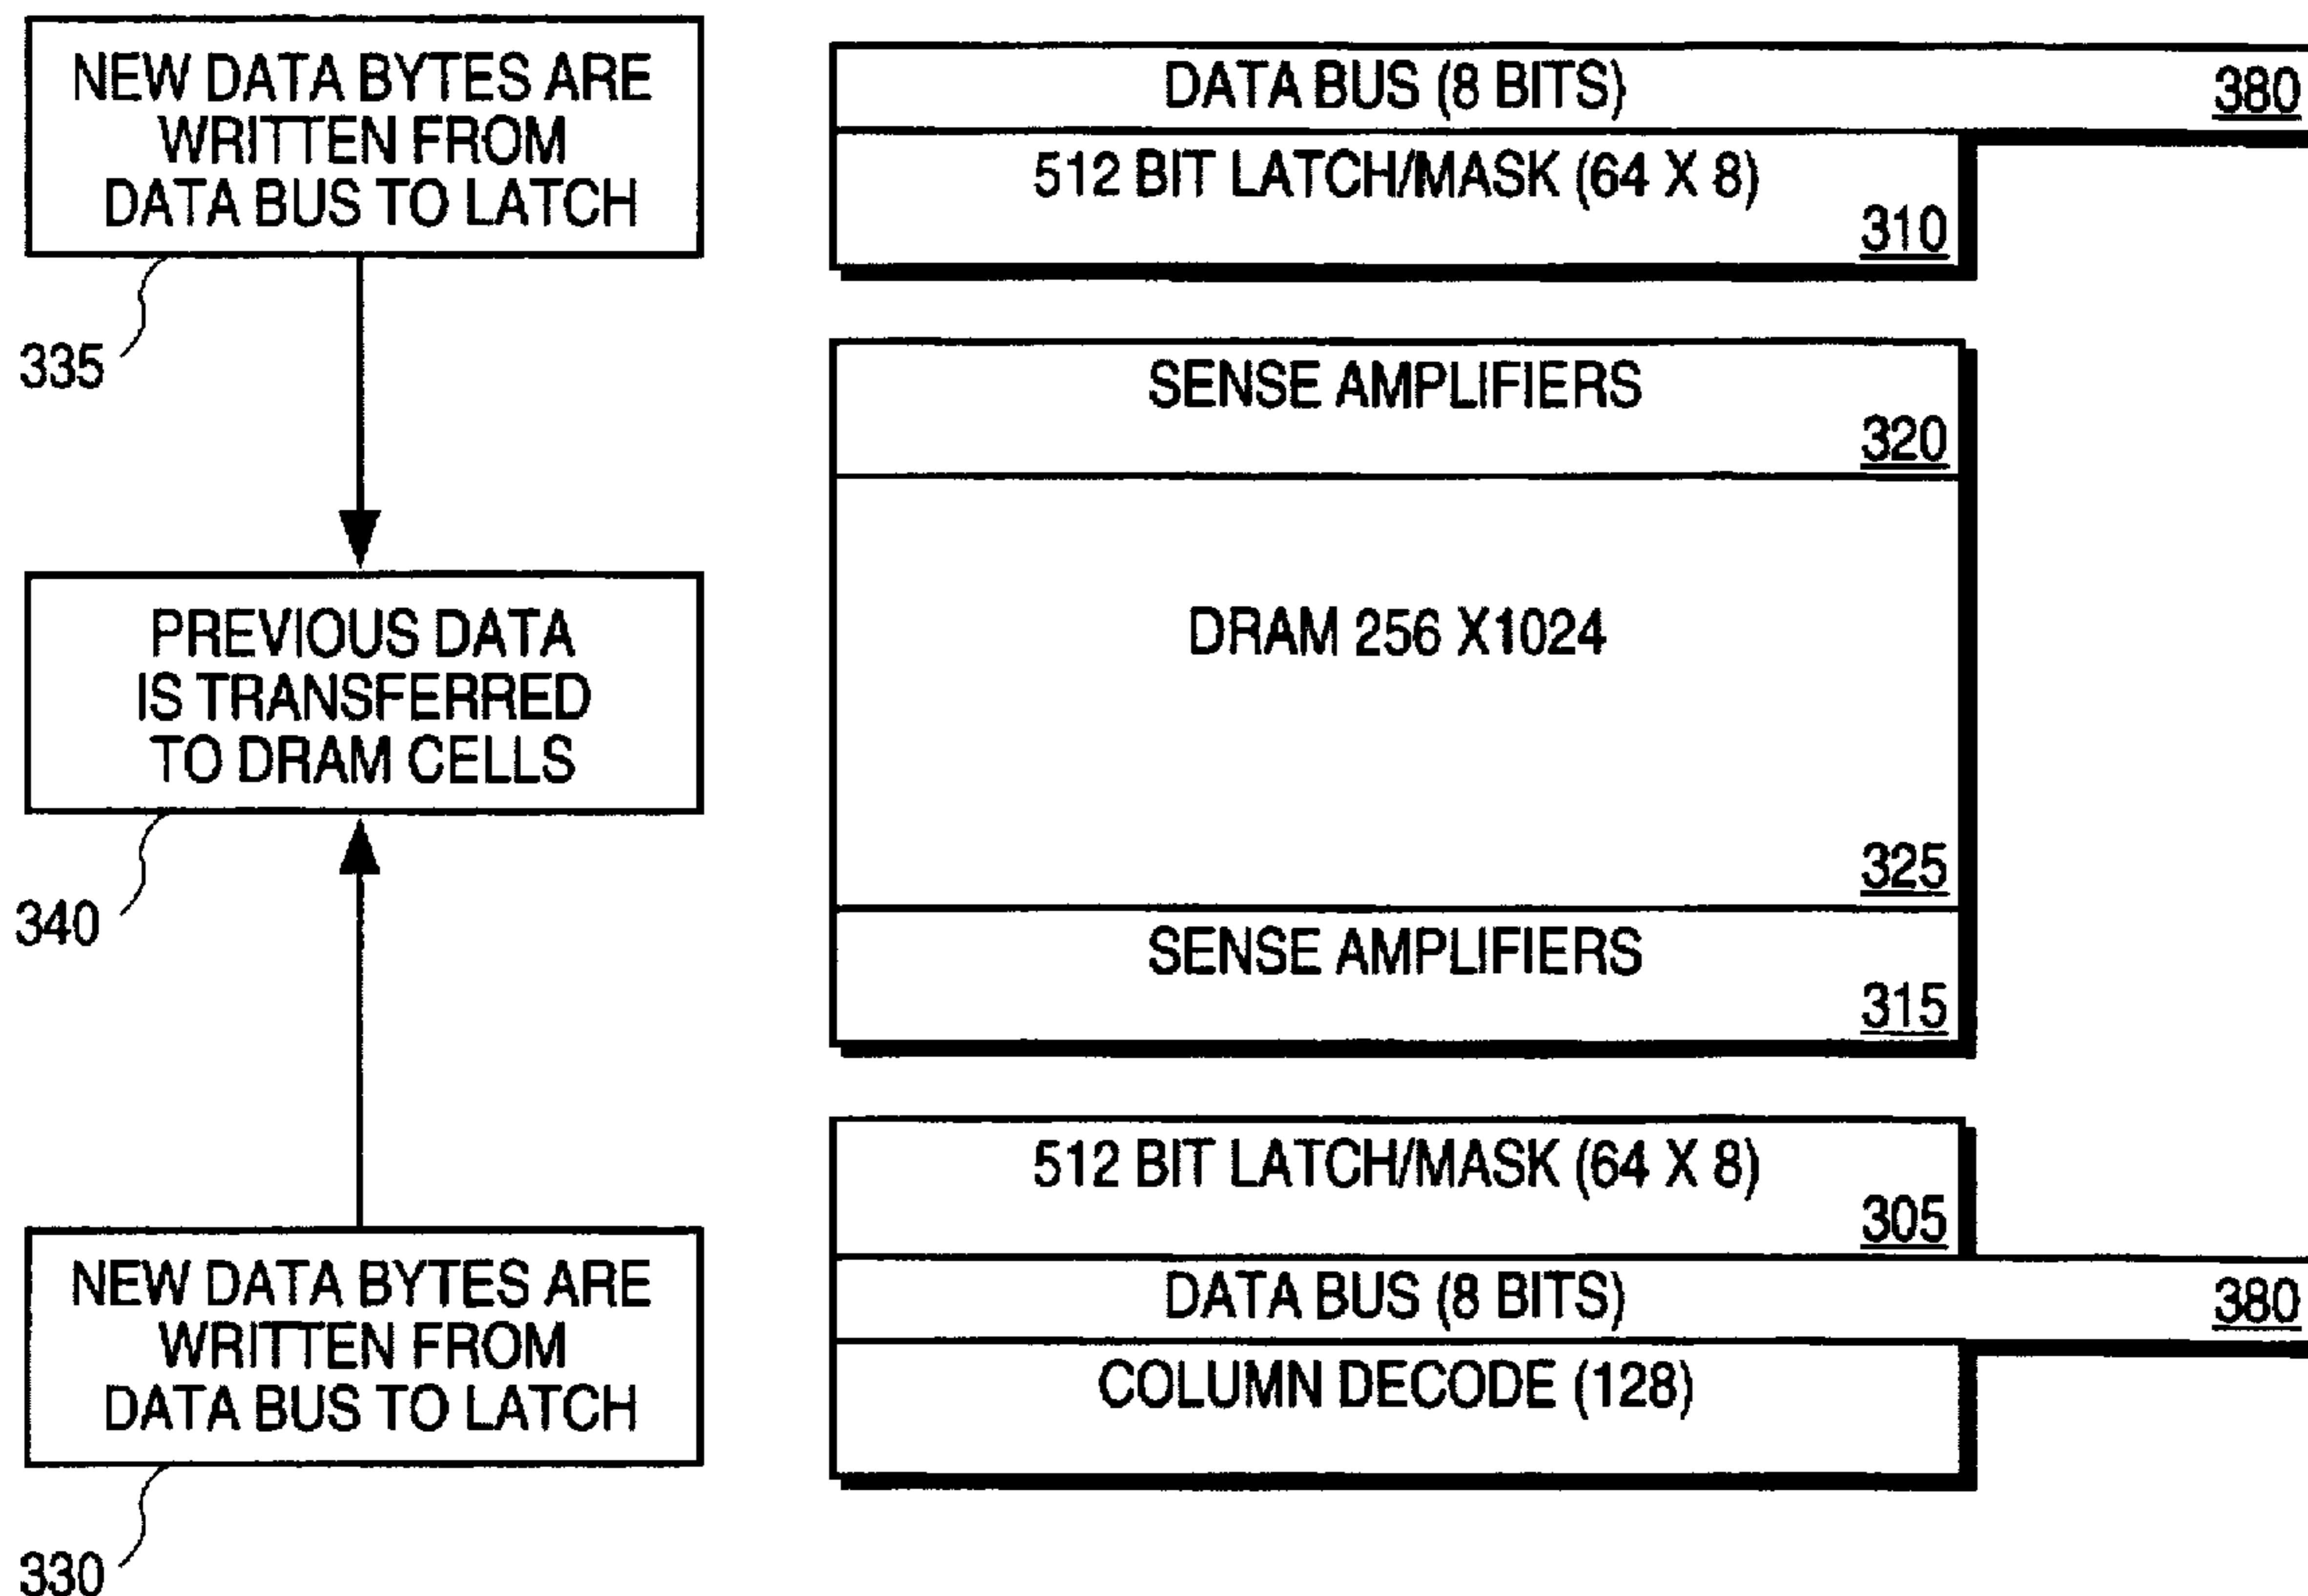 NEW DATA BYTES ARE
WRITTEN FROM
DATA BUS TO LATCH
335
PREVIOUS DATA
IS TRANSFERRED
TO DRAM CELLS
340
NEW DATA BYTES ARE
WRITTEN FROM
DATA BUS TO LATCH
330
DATA BUS (8 BITS)
380
512 BIT LATCH/MASK (64 X 8)
310
SENSE AMPLIFIERS
320
DRAM 256 X1024
325
SENSE AMPLIFIERS
315
512 BIT LATCH/MASK (64 X 8)
305
DATA BUS (8 BITS)
380
COLUMN DECODE (128)